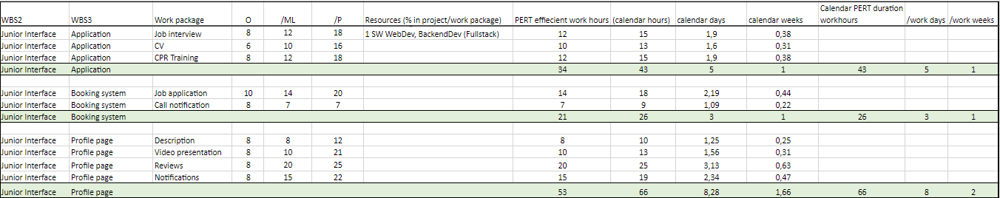 WBS2 WBS3 Work package O /ML /P Resources (% in project/work package) PERT effiecient work hours (calendar hours) calendar days calendar weeks Calendar PERT duration workhours /work days /work weeks
Junior Interface Application Job interview 8 12 18 1 SW WebDev, BackendDev (Fullstack) 12 15 1,9 0,38
Junior Interface Application CV 6 10 16 10 13 1,6 0,31
Junior Interface Application CPR Training 8 12 18 12 15 1,9 0,38
Junior Interface Application 34 43 5 1 43 5 1
Junior Interface Booking system Job application 10 14 20 14 18 2,19 0,44
Junior Interface Booking system Call notification 8 7 7 7 9 1,09 0,22
Junior Interface Booking system 21 26 3 1 26 3 1
Junior Interface Profile page Description 8 8 12 8 10 1,25 0,25
Junior Interface Profile page Video presentation 8 10 21 10 13 1,56 0,31
Junior Interface Profile page Reviews 8 20 25 20 25 3,13 0,63
Junior Interface Profile page Notifications 8 15 22 15 19 2,34 0,47
Junior Interface Profile page 53 66 8,28 1,66 66 8 2